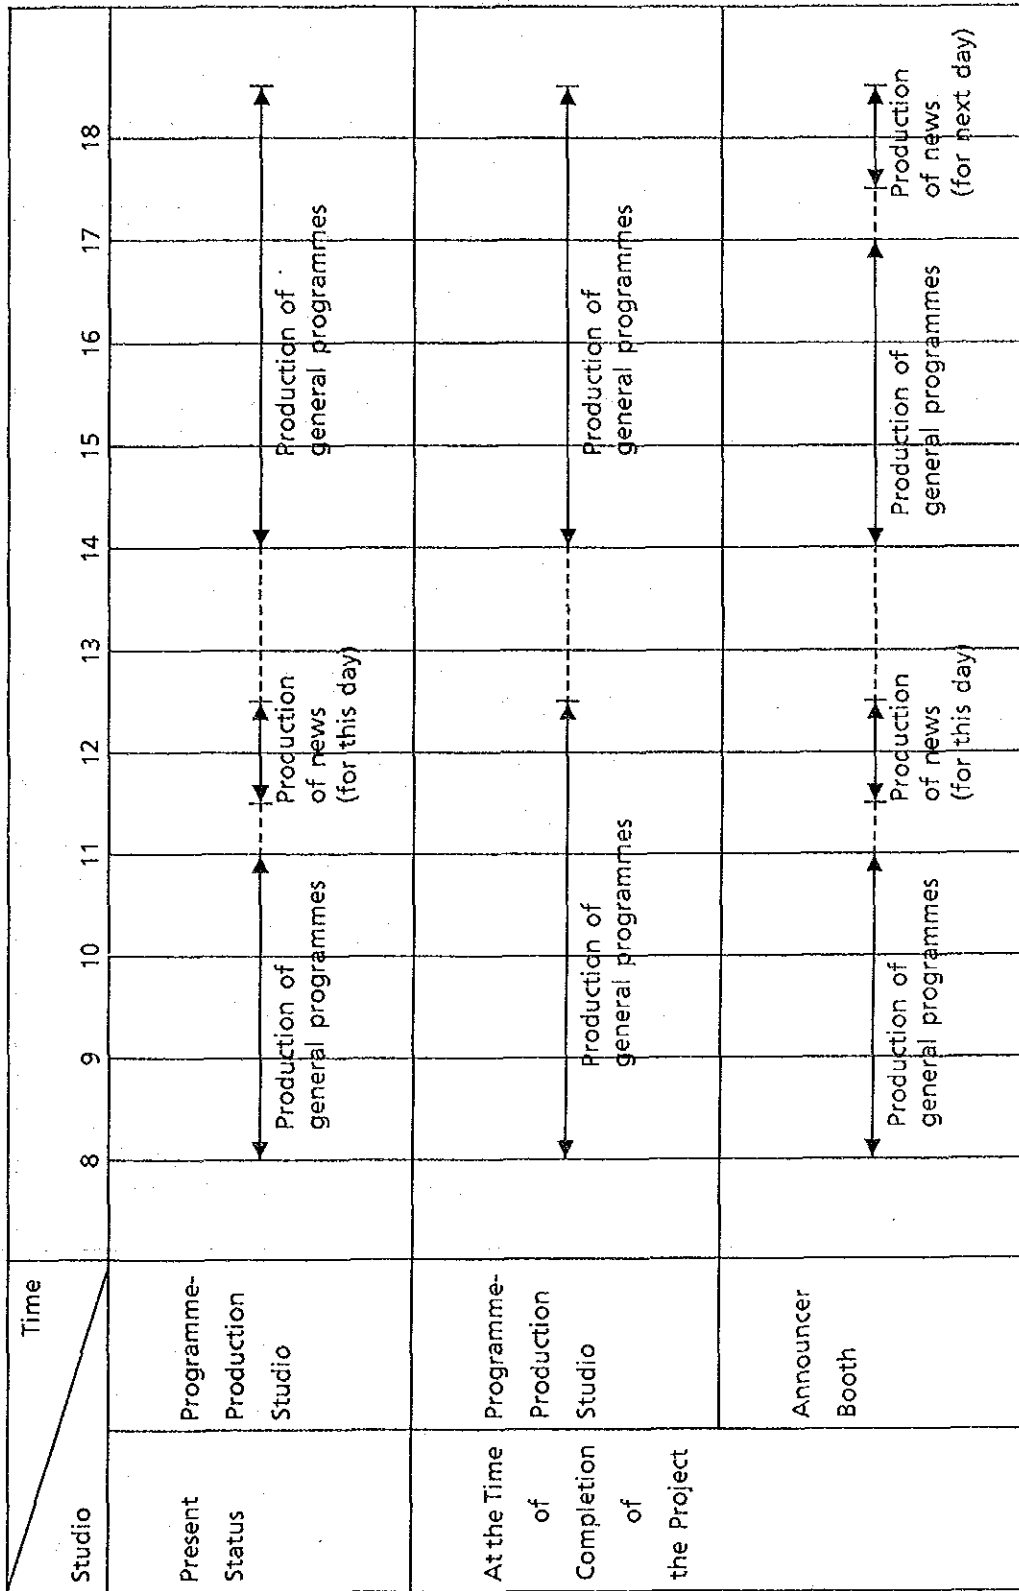 Time
Studio
8 9 10 11 12 13 14 15 16 17 18
Present
Status
Programme-
Production
Studio
Production of
general programmes
Production
of news
(for this day)
Production of
general programmes
At the Time
of
Completion
of
the Project
Programme-
Production
Studio
Production of
general programmes
Production of
general programmes
Announcer
Booth
Production of
general programmes
Production
of news
(for this day)
Production of
general programmes
Production
of news
(for next day)